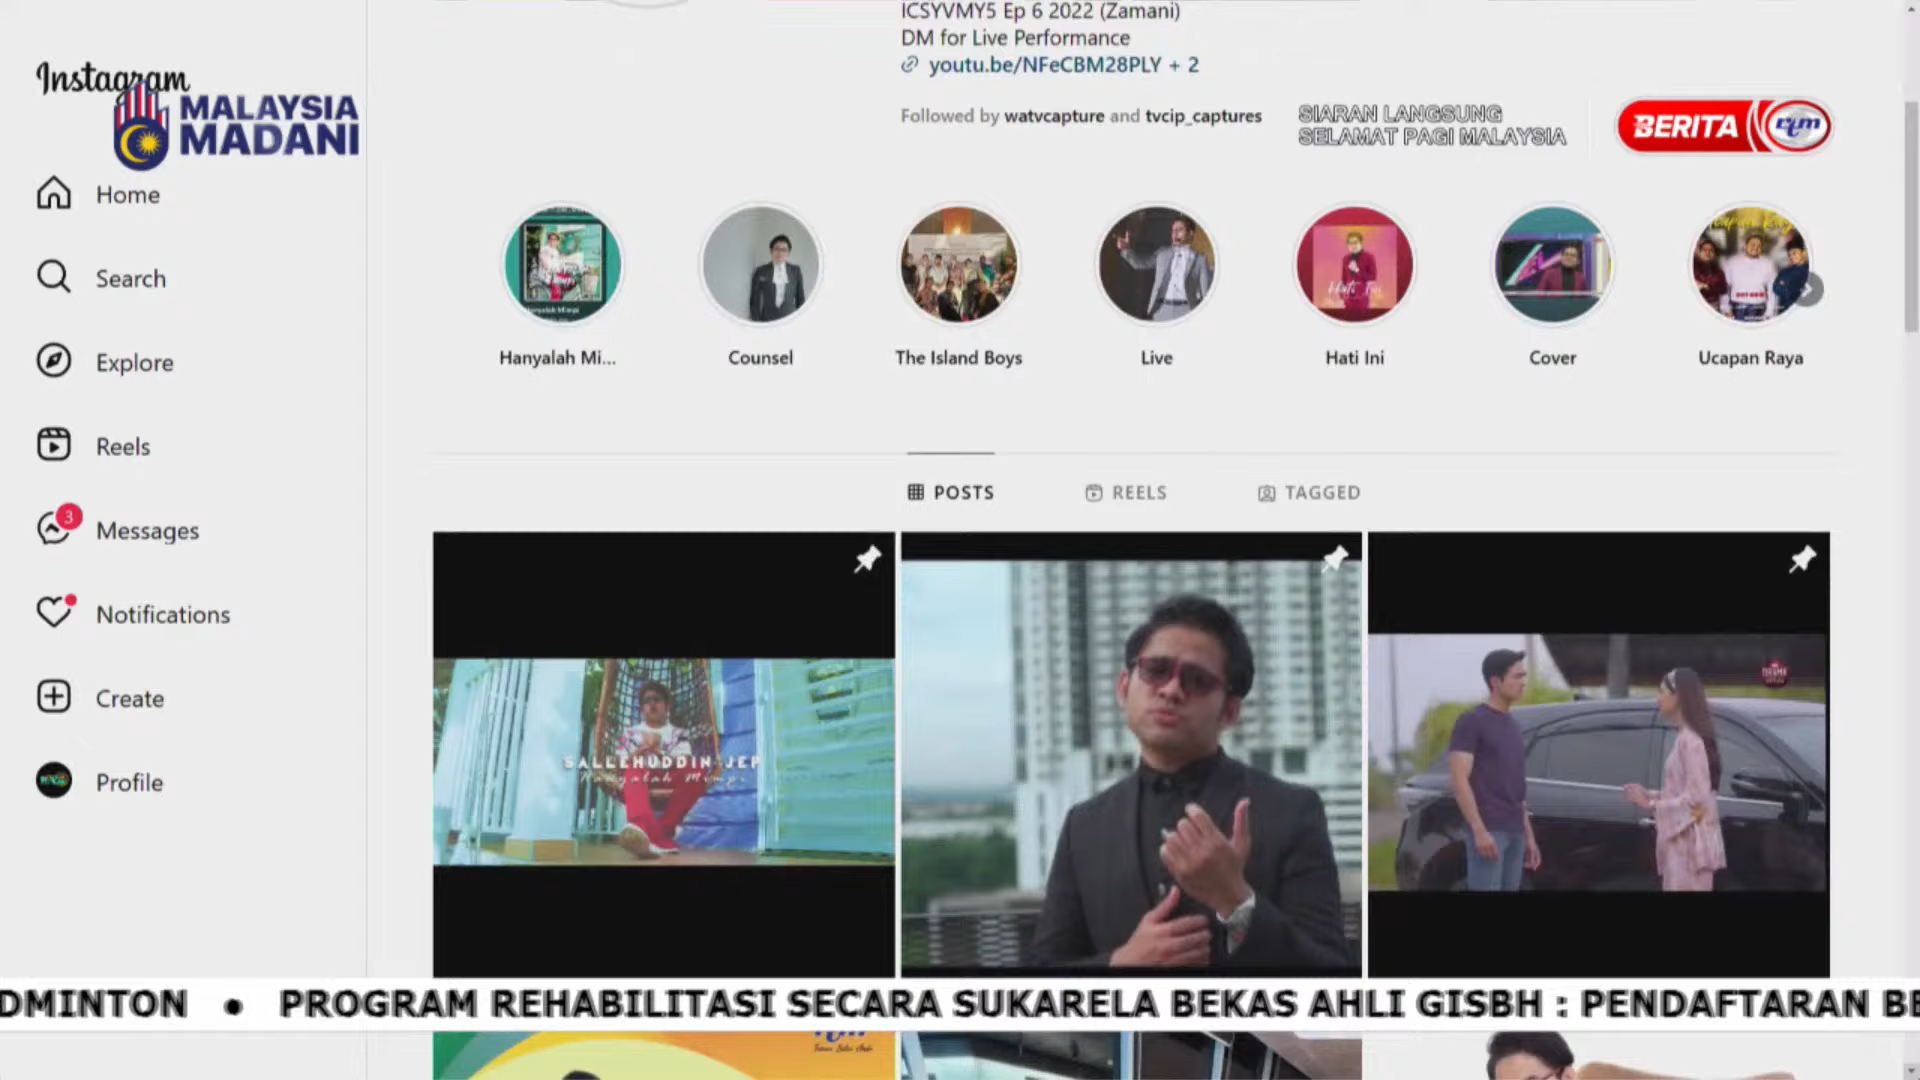 ICSYVMY5 Ep 6 2022 (Zamani)
DM for Live Performance
youtu.be/NFeCBM28PLY + 2
Followed by watvcapture and tvcip_captures
SIARAN LANGSUNG
SELAMAT PAGI MALAYSIA
BERITA rtm
Instagram
MALAYSIA
MADANI
Home
Search
Explore
Reels
3
Messages
Notifications
Create
Profile
Hanyalah Mi...
Counsel
The Island Boys
Live
Hati Ini
Cover
Ucapan Raya
POSTS
REELS
TAGGED
SALLEHUDDIN JEP
Hanyalah Mimpi
DMINTON • PROGRAM REHABILITASI SECARA SUKARELA BEKAS AHLI GISBH : PENDAFTARAN BE